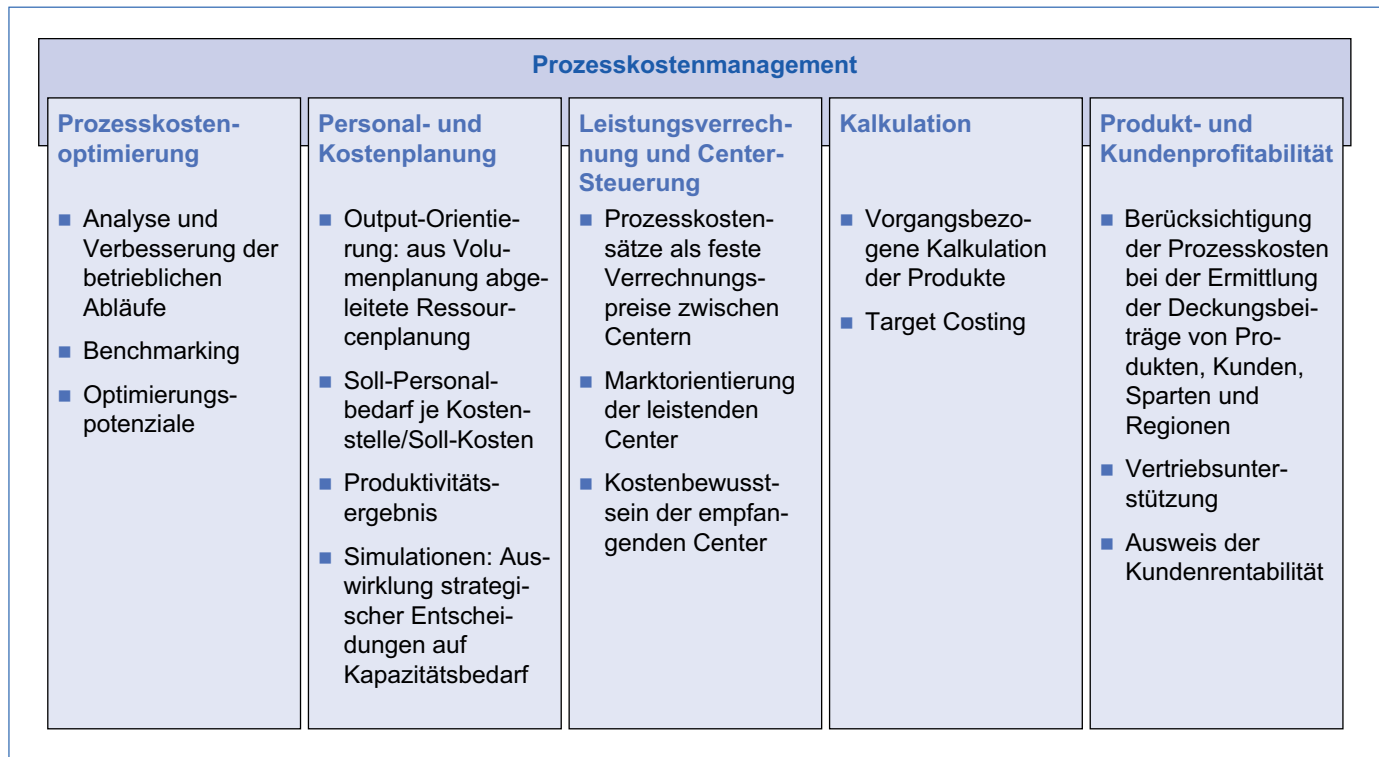 Prozesskostenmanagement
Prozesskosten-
optimierung
Analyse und
Verbesserung der
betrieblichen
Abläufe
Benchmarking
Optimierungs-
potenziale
Personal- und
Kostenplanung
Output-Orientie-
rung: aus Volu-
menplanung abge-
leitete Ressour-
cenplanung
Soll-Personal-
bedarf je Kosten-
stelle/Soll-Kosten
Produktivitäts-
ergebnis
Simulationen: Aus-
wirklung strategi-
scher Entschei-
dungen auf
Kapazitätsbedarf
Leistungsverrech-
nung und Center-
Steuerung
Prozesskosten-
sätze als feste
Verrechnungs-
preise zwischen
Centern
Marktorientierung
der leistenden
Center
Kostenbewusst-
sein der empfan-
genden Center
Kalkulation
Vorgangsbezo-
gene Kalkulation
der Produkte
Target Costing
Produkt- und
Kundenprofitabilität
Berücksichtigung
der Prozesskosten
bei der Ermittlung
der Deckungsbei-
träge von Pro-
dukten, Kunden,
Sparten und
Regionen
Vertriebsunter-
stützung
Ausweis der
Kundenrentabilität